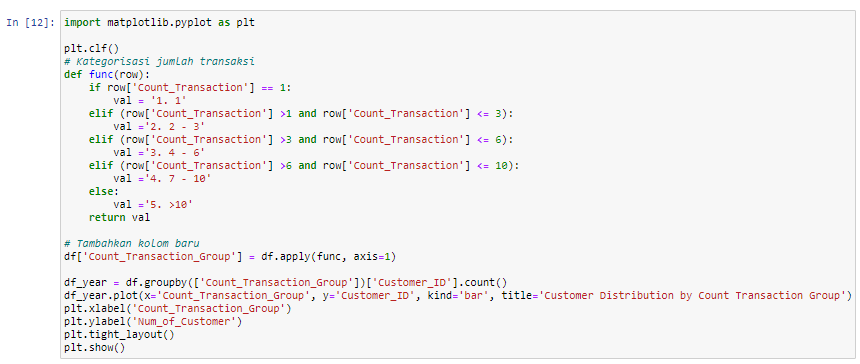 In [12]: import matplotlib.pyplot as plt
plt.clf()
# Kategorisasi jumlah transaksi
def func(row):
    if row['Count_Transaction'] == 1:
        val = '1. 1'
    elif (row['Count_Transaction'] >1 and row['Count_Transaction'] <= 3):
        val ='2. 2 - 3'
    elif (row['Count_Transaction'] >3 and row['Count_Transaction'] <= 6):
        val ='3. 4 - 6'
    elif (row['Count_Transaction'] >6 and row['Count_Transaction'] <= 10):
        val ='4. 7 - 10'
    else:
        val ='5. >10'
    return val
# Tambahkan kolom baru
df['Count_Transaction_Group'] = df.apply(func, axis=1)
df_year = df.groupby(['Count_Transaction_Group'])['Customer_ID'].count()
df_year.plot(x='Count_Transaction_Group', y='Customer_ID', kind='bar', title='Customer Distribution by Count Transaction Group')
plt.xlabel('Count_Transaction_Group')
plt.ylabel('Num_of_Customer')
plt.tight_layout()
plt.show()